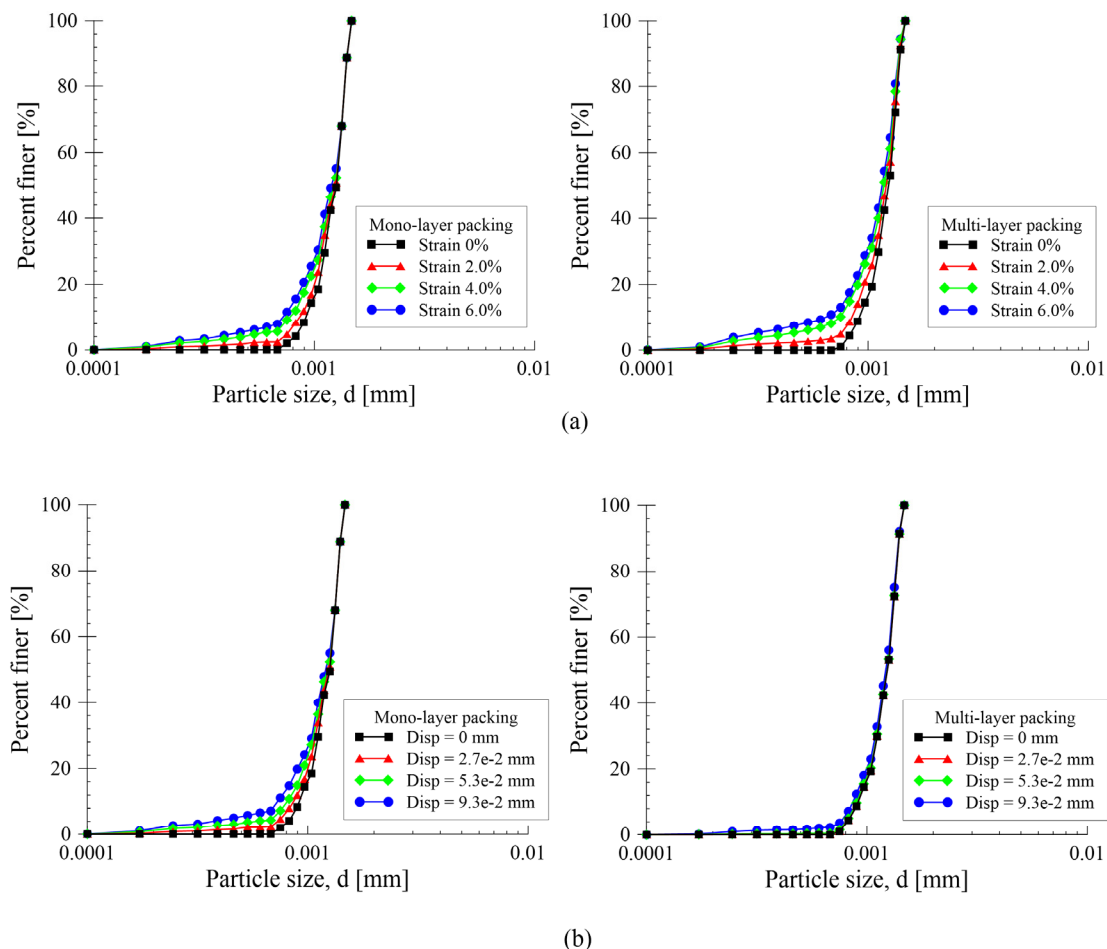 100
80
60
40
20
0
Percent finer [%]
Mono-layer packing
Strain 0%
Strain 2.0%
Strain 4.0%
Strain 6.0%
0.0001
0.001
0.01
Particle size, d [mm]
100
80
60
40
20
0
Percent finer [%]
Multi-layer packing
Strain 0%
Strain 2.0%
Strain 4.0%
Strain 6.0%
0.0001
0.001
0.01
Particle size, d [mm]
(a)
100
80
60
40
20
0
Percent finer [%]
Mono-layer packing
Disp = 0 mm
Disp = 2.7e-2 mm
Disp = 5.3e-2 mm
Disp = 9.3e-2 mm
0.0001
0.001
0.01
Particle size, d [mm]
100
80
60
40
20
0
Percent finer [%]
Multi-layer packing
Disp = 0 mm
Disp = 2.7e-2 mm
Disp = 5.3e-2 mm
Disp = 9.3e-2 mm
0.0001
0.001
0.01
Particle size, d [mm]
(b)